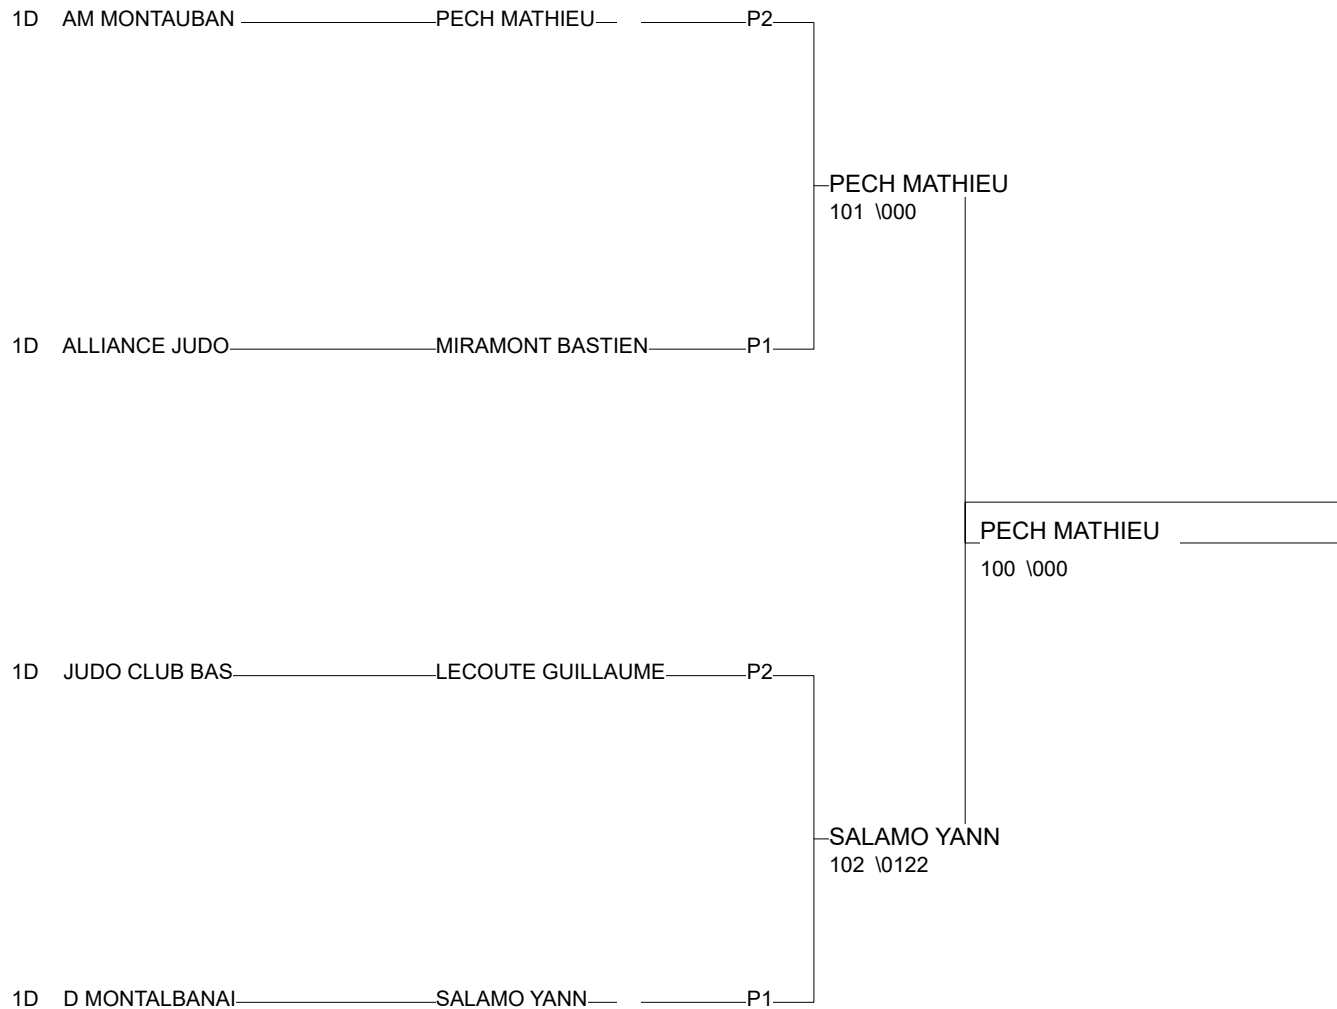 1D AM MONTAUBAN PECH MATHIEU P2
PECH MATHIEU
101 \000
1D ALLIANCE JUDO MIRAMONT BASTIEN P1
PECH MATHIEU
100 \000
1D JUDO CLUB BAS LECOUTE GUILLAUME P2
SALAMO YANN
102 \0122
1D D MONTALBANAI SALAMO YANN P1